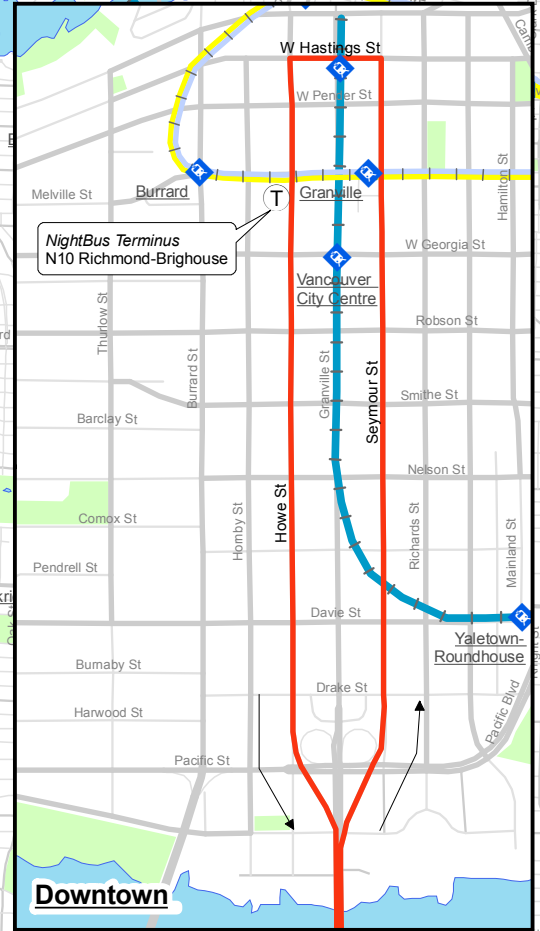 W Hastings St
W Pender St
Burrard
Granville
T
Melville St
Hamilton St
NightBus Terminus
N10 Richmond-Brighouse
W Georgia St
Vancouver
City Centre
Thurlow St
Robson St
Burrard St
Granville St
Seymour St
Smithe St
Barclay St
Nelson St
Howe St
Hornby St
Richards St
Mainland St
Comox St
Pendrell St
Davie St
Yaletown-
Roundhouse
Burnaby St
Drake St
Harwood St
Pacific Blvd
Pacific St
Downtown